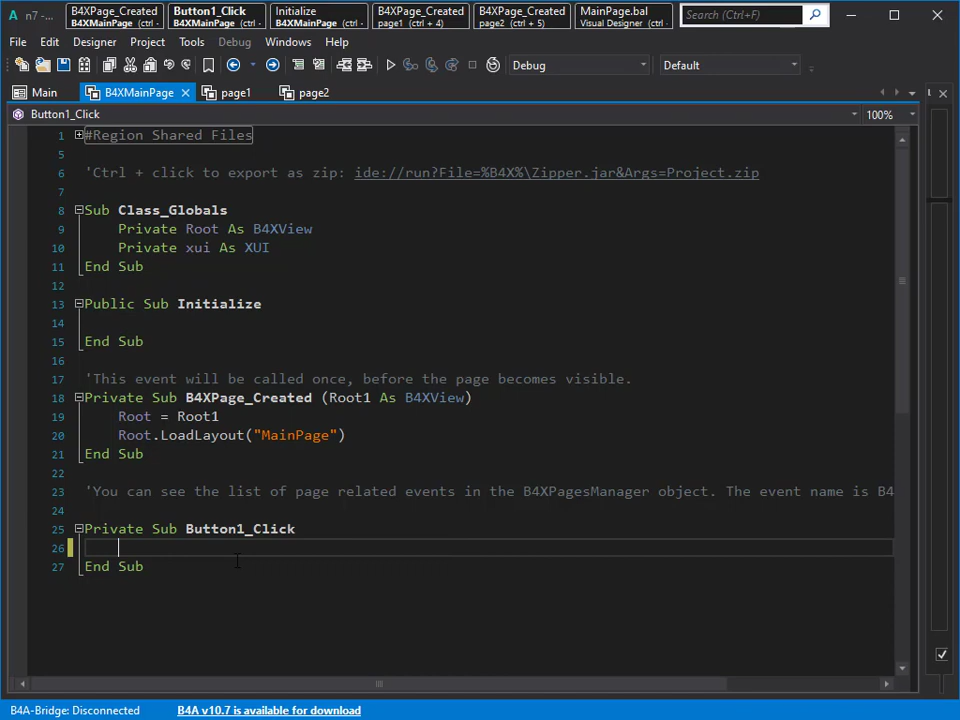 n7 -...
B4XPage_Created
B4XMainPage (ctrl -
Button1_Click
B4XMainPage (ctrl -
Initialize
B4XMainPage (ctrl -
B4XPage_Created
page1 (ctrl + 4)
B4XPage_Created
page2 (ctrl + 5)
MainPage.bal
Visual Designer (ctrl -
Search (Ctrl+F)
File Edit Designer Project Tools Debug Windows Help
Debug
Default
Main B4XMainPage page1 page2
Button1_Click
100%
1 #Region Shared Files
5
6 'Ctrl + click to export as zip: ide://run?File=%B4X%\Zipper.jar&Args=Project.zip
7
8 Sub Class_Globals
9 Private Root As B4XView
10 Private xui As XUI
11 End Sub
12
13 Public Sub Initialize
14
15 End Sub
16
17 'This event will be called once, before the page becomes visible.
18 Private Sub B4XPage_Created (Root1 As B4XView)
19 Root = Root1
20 Root.LoadLayout("MainPage")
21 End Sub
22
23 'You can see the list of page related events in the B4XPagesManager object. The event name is B4
24
25 Private Sub Button1_Click
26
27 End Sub
B4A-Bridge: Disconnected
B4A v10.7 is available for download